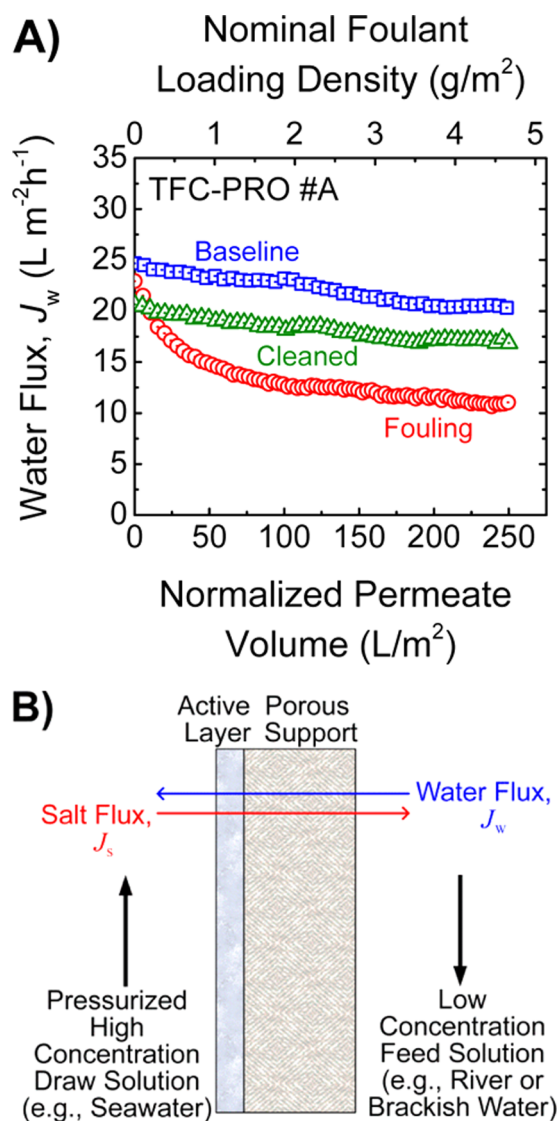 A)
Nominal Foulant
Loading Density (g/m²)
0 1 2 3 4 5
35
30
25
20
15
10
5
0
Water Flux, Jw (L m⁻²h⁻¹)
TFC-PRO #A
Baseline
Cleaned
Fouling
0 50 100 150 200 250
Normalized Permeate
Volume (L/m²)
B)
Active Porous
Layer Support
Salt Flux,
Js
Water Flux,
Jw
Pressurized
High
Concentration
Draw Solution
(e.g., Seawater)
Low
Concentration
Feed Solution
(e.g., River or
Brackish Water)